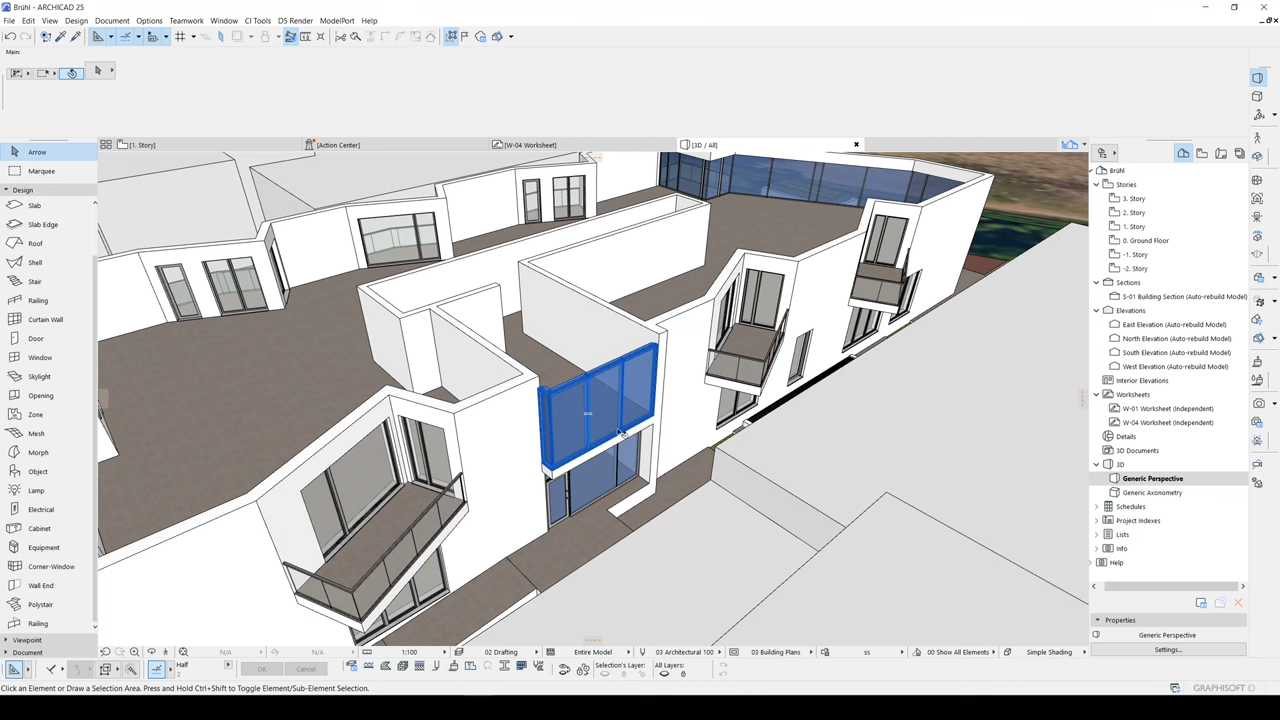 Brühl - ARCHICAD 25
File Edit View Design Document Options Teamwork Window CI Tools D5 Render ModelPort Help
Main:
[1. Story] [Action Center] [W-04 Worksheet] [3D / All]
Arrow
Marquee
Design
Slab
Slab Edge
Roof
Shell
Stair
Railing
Curtain Wall
Door
Window
Skylight
Opening
Zone
Mesh
Morph
Object
Lamp
Electrical
Cabinet
Equipment
Corner-Window
Wall End
Polystair
Railing
Viewpoint
Document
Brühl
Stories
3. Story
2. Story
1. Story
0. Ground Floor
-1. Story
-2. Story
Sections
S-01 Building Section (Auto-rebuild Model)
Elevations
East Elevation (Auto-rebuild Model)
North Elevation (Auto-rebuild Model)
South Elevation (Auto-rebuild Model)
West Elevation (Auto-rebuild Model)
Interior Elevations
Worksheets
W-01 Worksheet (Independent)
W-04 Worksheet (Independent)
Details
3D Documents
3D
Generic Perspective
Generic Axonometry
Schedules
Project Indexes
Lists
Info
Help
Properties
Generic Perspective
Settings...
N/A N/A 1:100 02 Drafting Entire Model 03 Architectural 100 03 Building Plans ss 00 Show All Elements Simple Shading
Half
2
OK Cancel
Selection's Layer: All Layers:
Click an Element or Draw a Selection Area. Press and Hold Ctrl+Shift to Toggle Element/Sub-Element Selection.
GRAPHISOFT ID